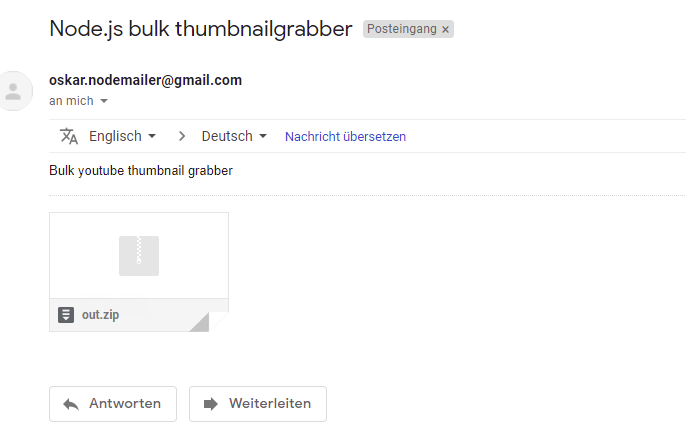 Node.js bulk thumbnailgrabber Posteingang x
oskar.nodemailer@gmail.com
an mich
Englisch > Deutsch Nachricht übersetzen
Bulk youtube thumbnail grabber
out.zip
Antworten Weiterleiten